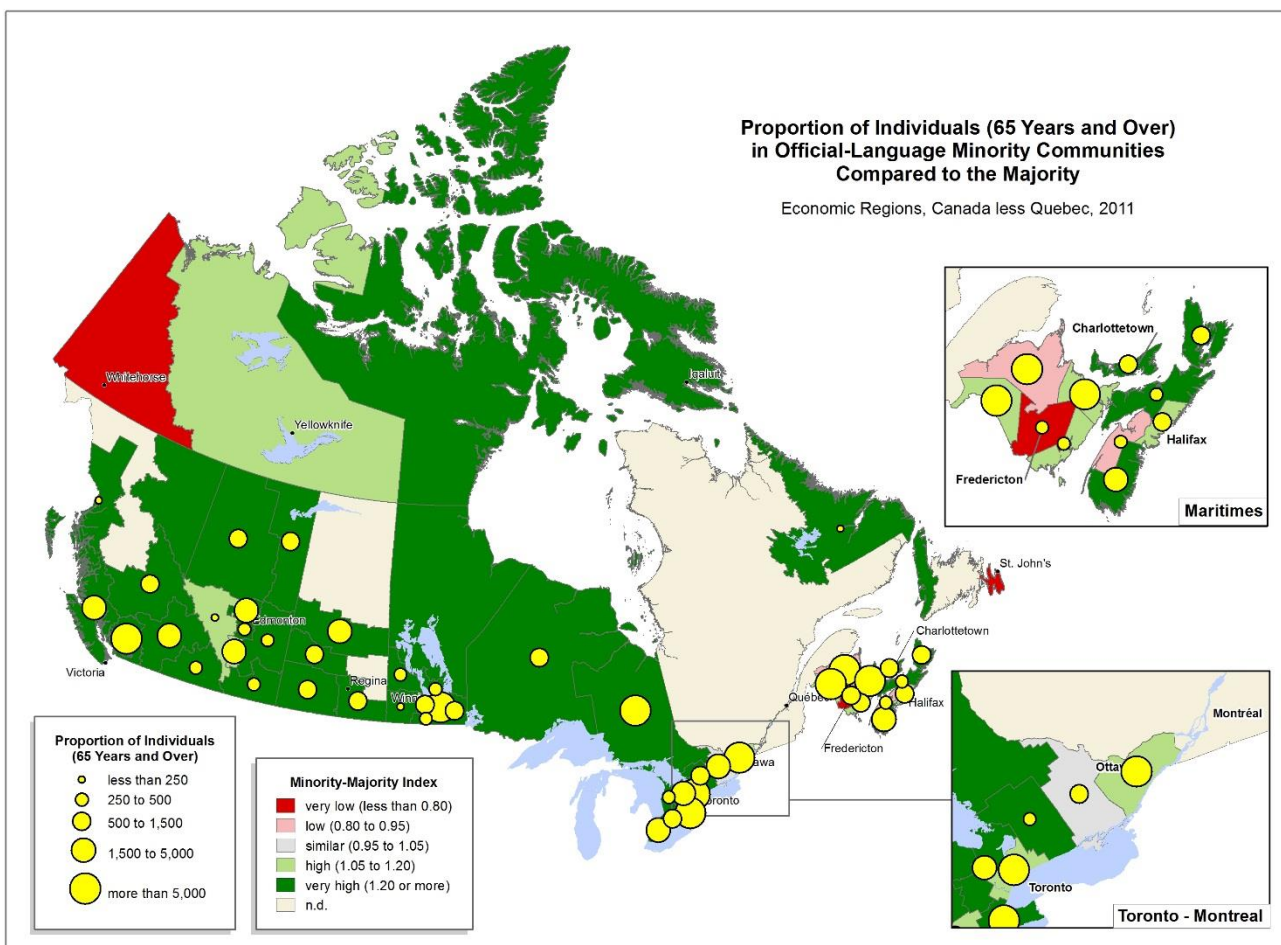 Proportion of Individuals (65 Years and Over)
in Official-Language Minority Communities
Compared to the Majority
Economic Regions, Canada less Quebec, 2011
Whitehorse
Yellowknife
Iqaluit
Victoria
Regina
St. John's
Charlottetown
Halifax
Fredericton
Charlottetown
Halifax
Fredericton
Maritimes
Montréal
Toronto
Toronto - Montreal
Proportion of Individuals
(65 Years and Over)
less than 250
250 to 500
500 to 1,500
1,500 to 5,000
more than 5,000
Minority-Majority Index
very low (less than 0.80)
low (0.80 to 0.95)
similar (0.95 to 1.05)
high (1.05 to 1.20)
very high (1.20 or more)
n.d.